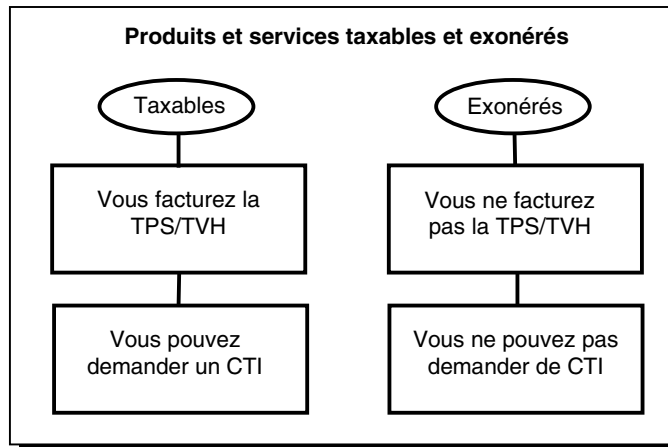 Produits et services taxables et exonérés
Taxables
Vous facturez la
TPS/TVH
Vous pouvez
demander un CTI
Exonérés
Vous ne facturez
pas la TPS/TVH
Vous ne pouvez pas
demander de CTI